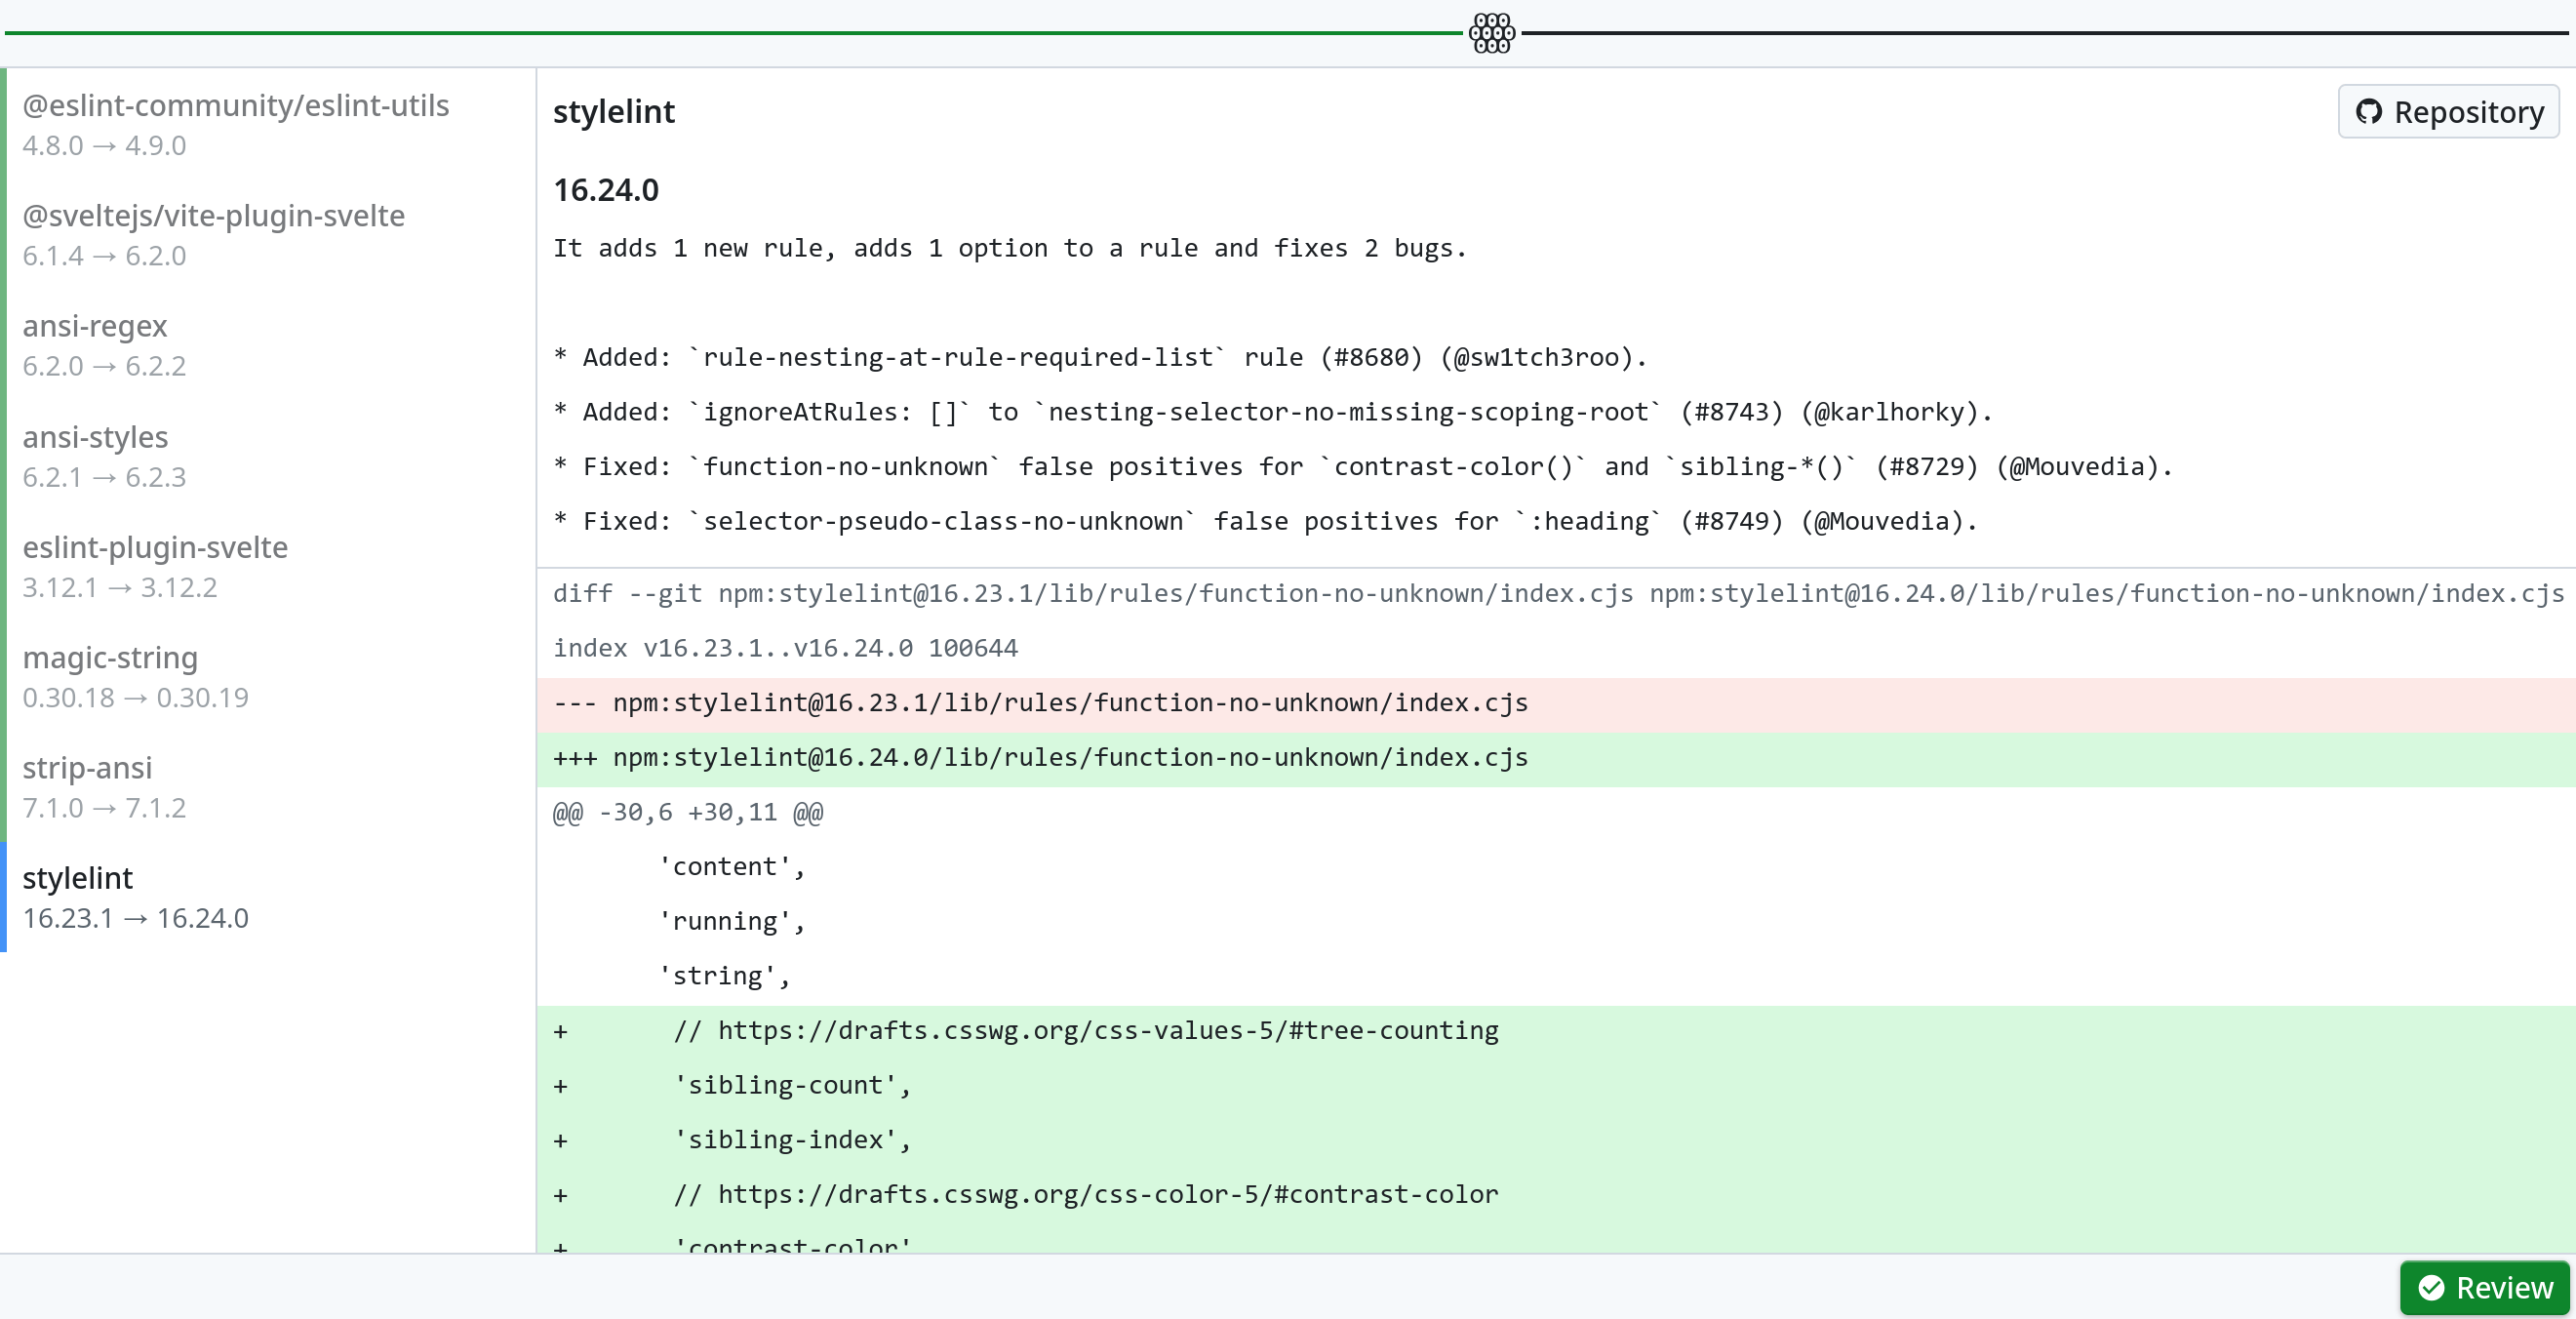 @eslint-community/eslint-utils
4.8.0 → 4.9.0
@sveltejs/vite-plugin-svelte
6.1.4 → 6.2.0
ansi-regex
6.2.0 → 6.2.2
ansi-styles
6.2.1 → 6.2.3
eslint-plugin-svelte
3.12.1 → 3.12.2
magic-string
0.30.18 → 0.30.19
strip-ansi
7.1.0 → 7.1.2
stylelint
16.23.1 → 16.24.0
stylelint
Repository
16.24.0
It adds 1 new rule, adds 1 option to a rule and fixes 2 bugs.
* Added: `rule-nesting-at-rule-required-list` rule (#8680) (@sw1tch3roo).
* Added: `ignoreAtRules: []` to `nesting-selector-no-missing-scoping-root` (#8743) (@karlhorky).
* Fixed: `function-no-unknown` false positives for `contrast-color()` and `sibling-*()` (#8729) (@Mouvedia).
* Fixed: `selector-pseudo-class-no-unknown` false positives for `:heading` (#8749) (@Mouvedia).
diff --git npm:stylelint@16.23.1/lib/rules/function-no-unknown/index.cjs npm:stylelint@16.24.0/lib/rules/function-no-unknown/index.cjs
index v16.23.1..v16.24.0 100644
--- npm:stylelint@16.23.1/lib/rules/function-no-unknown/index.cjs
+++ npm:stylelint@16.24.0/lib/rules/function-no-unknown/index.cjs
@@ -30,6 +30,11 @@
'content',
'running',
'string',
+ // https://drafts.csswg.org/css-values-5/#tree-counting
+ 'sibling-count',
+ 'sibling-index',
+ // https://drafts.csswg.org/css-color-5/#contrast-color
+ 'contrast-color'
Review